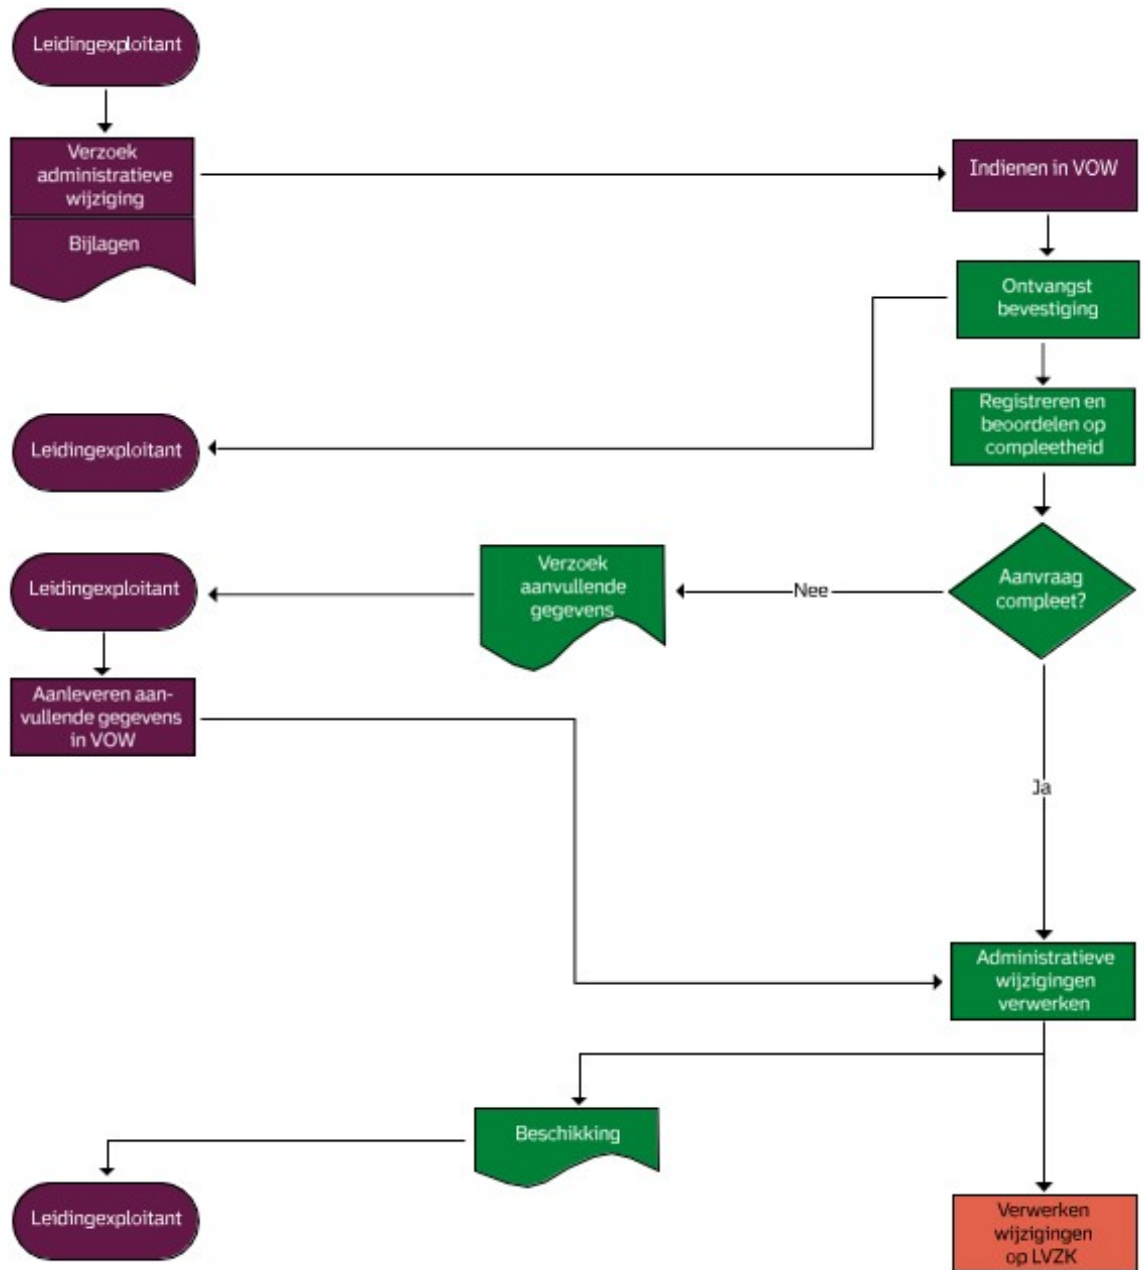 Leidingexploitant
Verzoek
administratieve
wijziging
Bijlagen
Indienen in VOW
Ontvangst
bevestiging
Registreren en
beoordelen op
compleetheid
Leidingexploitant
Aanvraag
compleet?
Nee
Verzoek
aanvullende
gegevens
Leidingexploitant
Aanleveren aan-
vullende gegevens
in VOW
Ja
Administratieve
wijzigingen
verwerken
Beschikking
Leidingexploitant
Verwerken
wijzigingen
op LVZK